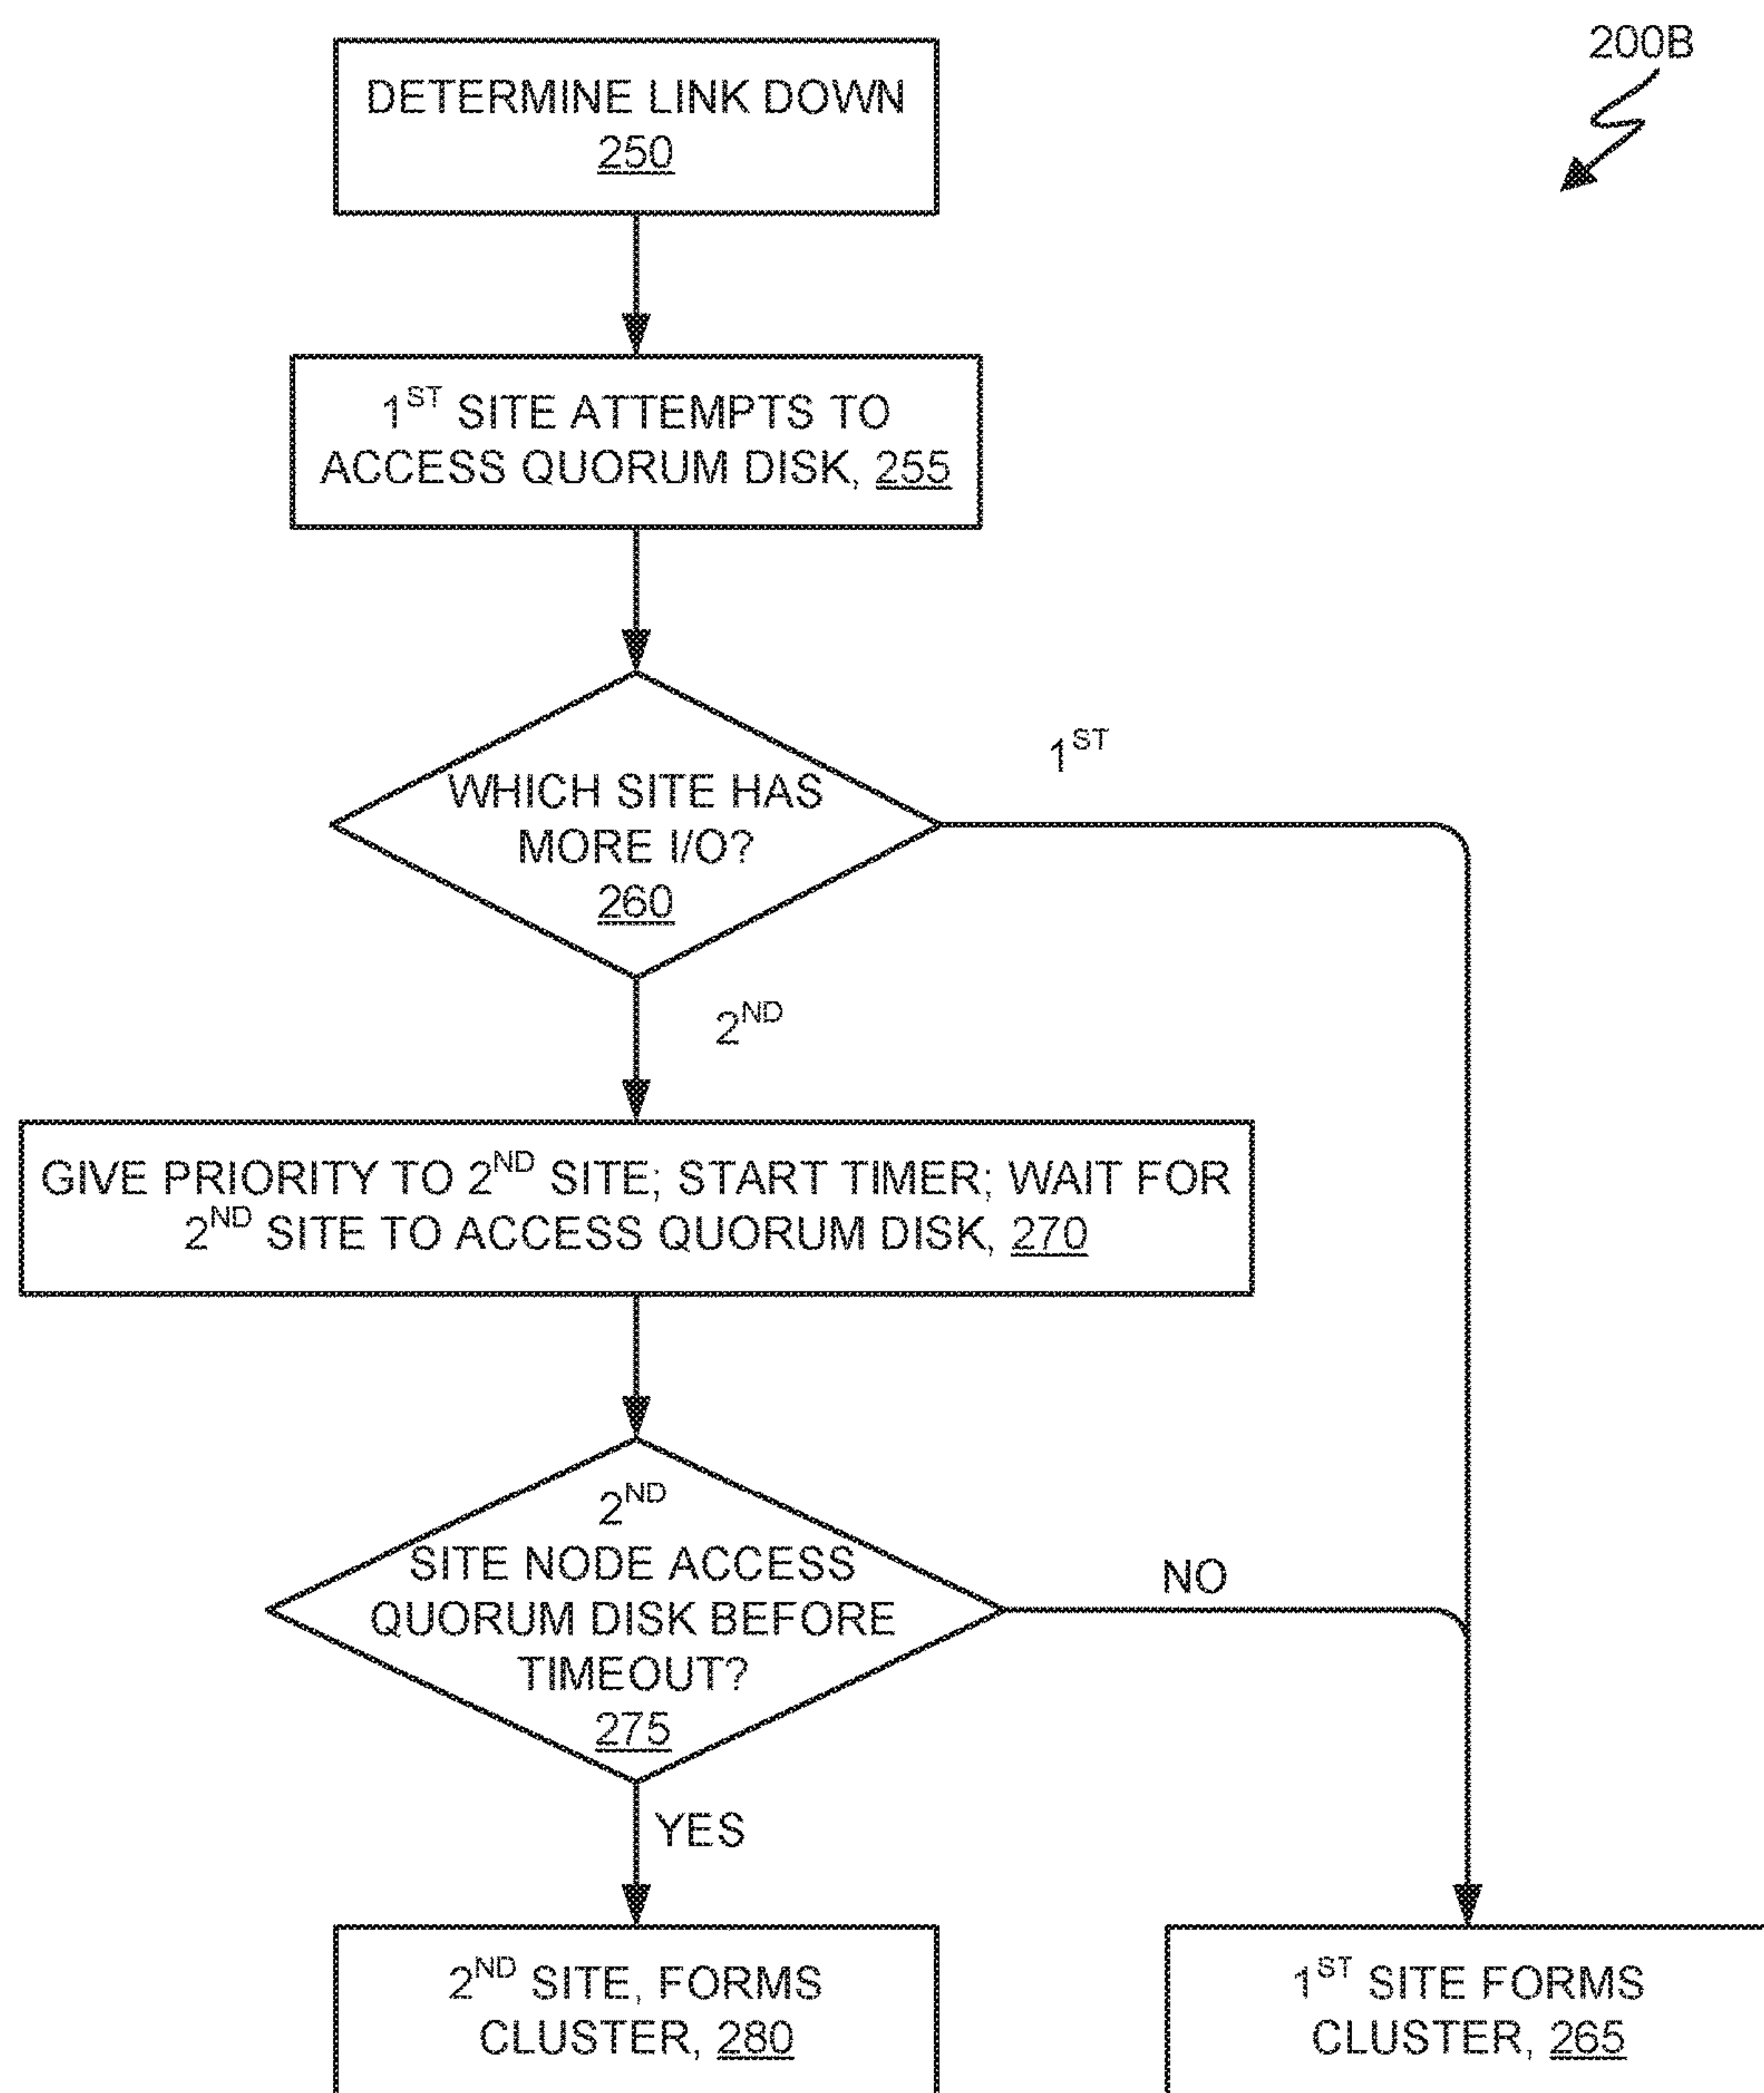 200B
DETERMINE LINK DOWN
250
1ST SITE ATTEMPTS TO
ACCESS QUORUM DISK, 255
WHICH SITE HAS
MORE I/O?
260
1ST
2ND
GIVE PRIORITY TO 2ND SITE; START TIMER; WAIT FOR
2ND SITE TO ACCESS QUORUM DISK, 270
2ND
SITE NODE ACCESS
QUORUM DISK BEFORE
TIMEOUT?
275
NO
YES
2ND SITE, FORMS
CLUSTER, 280
1ST SITE FORMS
CLUSTER, 265